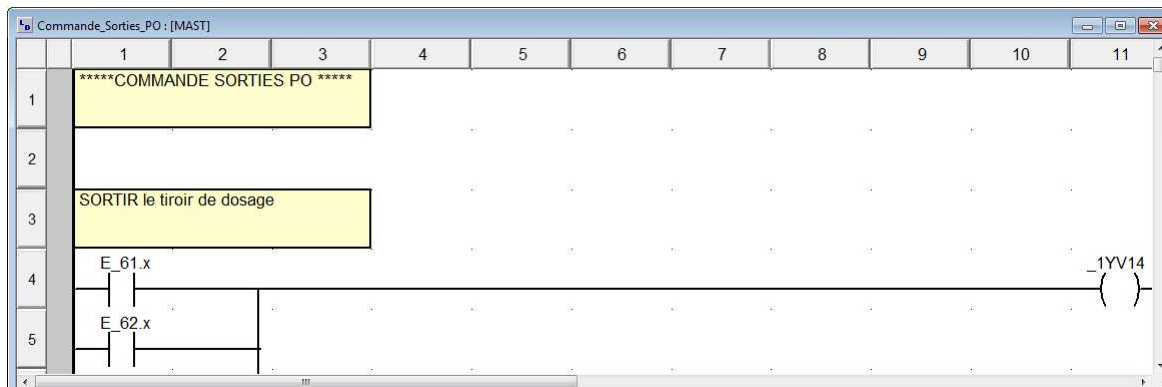 Commande_Sorties_PO : [MAST]
1 2 3 4 5 6 7 8 9 10 11
1
*****COMMANDE SORTIES PO *****
2
3
SORTIR le tiroir de dosage
4
E_61.x
_1YV14
5
E_62.x